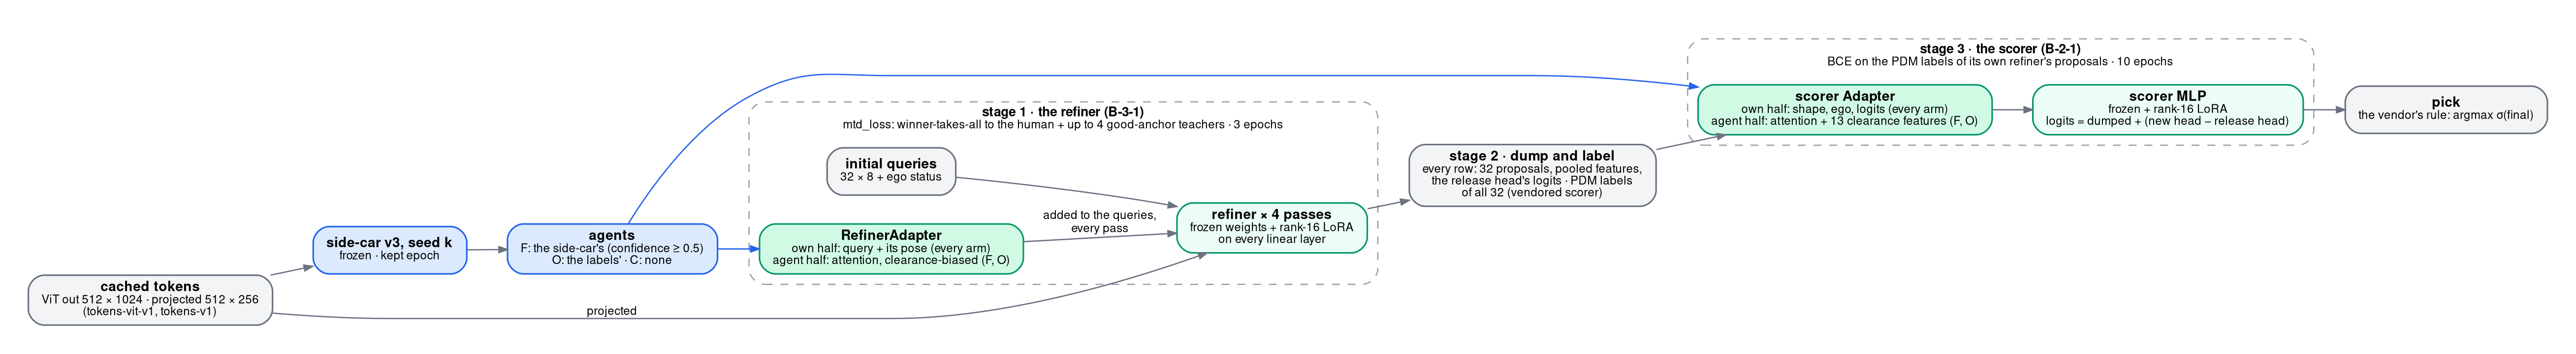 cached tokens
ViT out 512 × 1024 · projected 512 × 256
(tokens-vit-v1, tokens-v1)
side-car v3, seed k
frozen · kept epoch
agents
F: the side-car's (confidence ≥ 0.5)
O: the labels' · C: none
projected
stage 1 · the refiner (B-3-1)
mtd_loss: winner-takes-all to the human + up to 4 good-anchor teachers · 3 epochs
initial queries
32 × 8 + ego status
RefinerAdapter
own half: query + its pose (every arm)
agent half: attention, clearance-biased (F, O)
added to the queries,
every pass
refiner × 4 passes
frozen weights + rank-16 LoRA
on every linear layer
stage 2 · dump and label
every row: 32 proposals, pooled features,
the release head's logits · PDM labels
of all 32 (vendored scorer)
stage 3 · the scorer (B-2-1)
BCE on the PDM labels of its own refiner's proposals · 10 epochs
scorer Adapter
own half: shape, ego, logits (every arm)
agent half: attention + 13 clearance features (F, O)
scorer MLP
frozen + rank-16 LoRA
logits = dumped + (new head − release head)
pick
the vendor's rule: argmax σ(final)